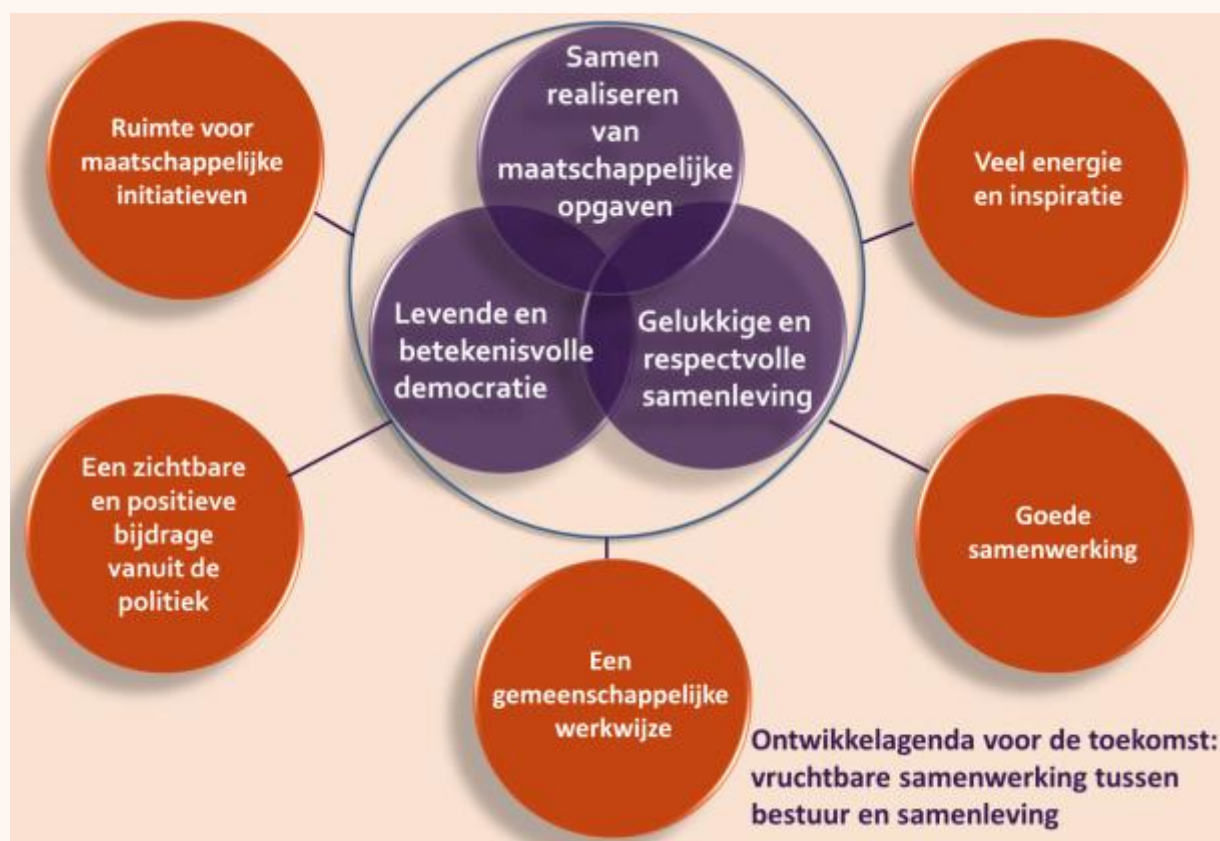 Samen
realiseren
van
maatschappelijke
opgaven
Levende en
betekenisvolle
democratie
Gelukkige en
respectvolle
samenleving
Ruimte voor
maatschappelijke
initiatieven
Veel energie
en inspiratie
Een zichtbare
en positieve
bijdrage
vanuit de
politiek
Goede
samenwerking
Een
gemeenschappelijke
werkwijze
Ontwikkelagenda voor de toekomst:
vruchtbare samenwerking tussen
bestuur en samenleving